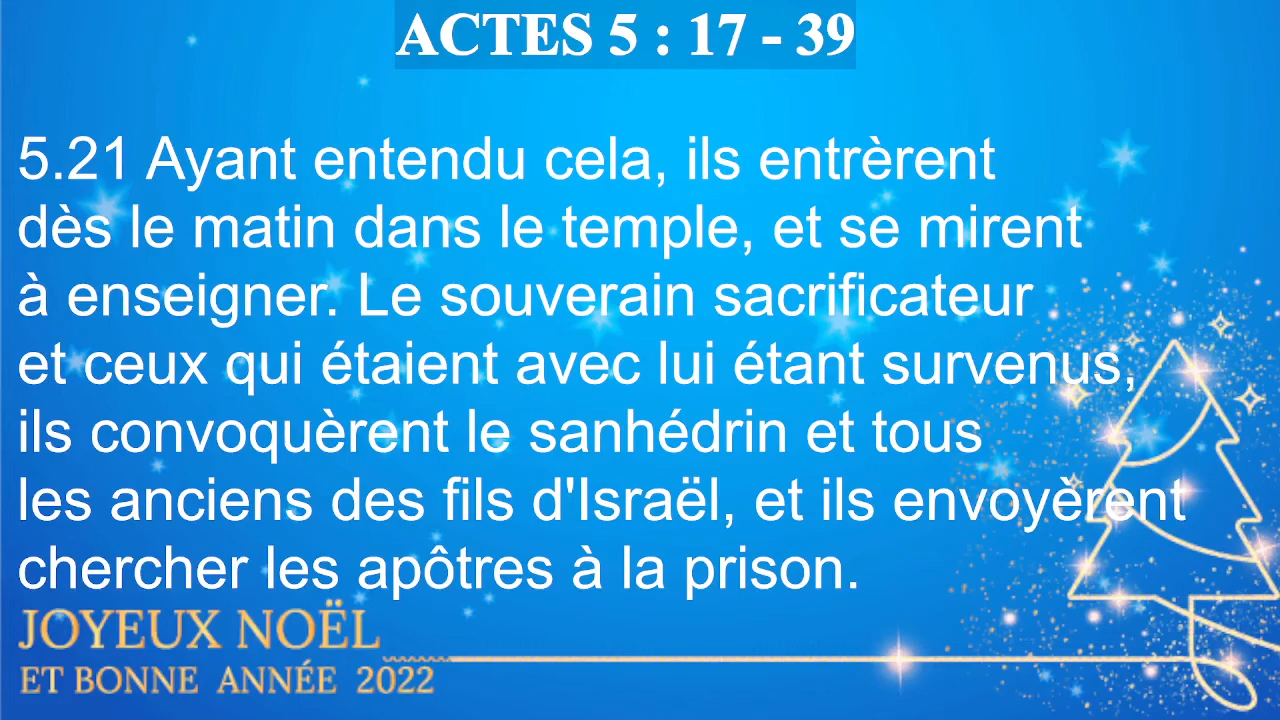 ACTES 5 : 17 - 39
5.21 Ayant entendu cela, ils entrèrent
dès le matin dans le temple, et se mirent
à enseigner. Le souverain sacrificateur
et ceux qui étaient avec lui étant survenus,
ils convoquèrent le sanhédrin et tous
les anciens des fils d'Israël, et ils envoyèrent
chercher les apôtres à la prison.
JOYEUX NOËL
ET BONNE ANNÉE 2022